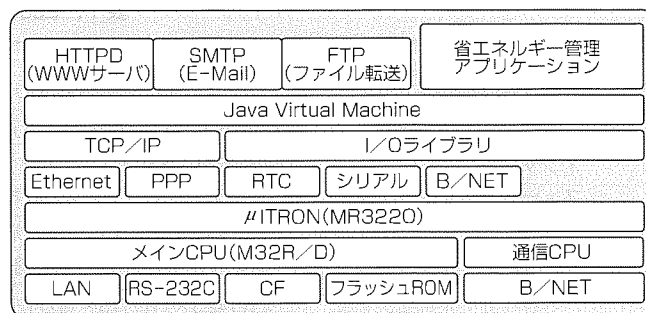 HTTPD
(WWWサーバ)
SMTP
(E-Mail)
FTP
(ファイル転送)
省エネルギー管理
アプリケーション
Java Virtual Machine
TCP/IP
I/Oライブラリ
Ethernet
PPP
RTC
シリアル
B/NET
μITRON(MR3220)
メインCPU(M32R/D)
通信CPU
LAN
RS-232C
CF
フラッシュROM
B/NET